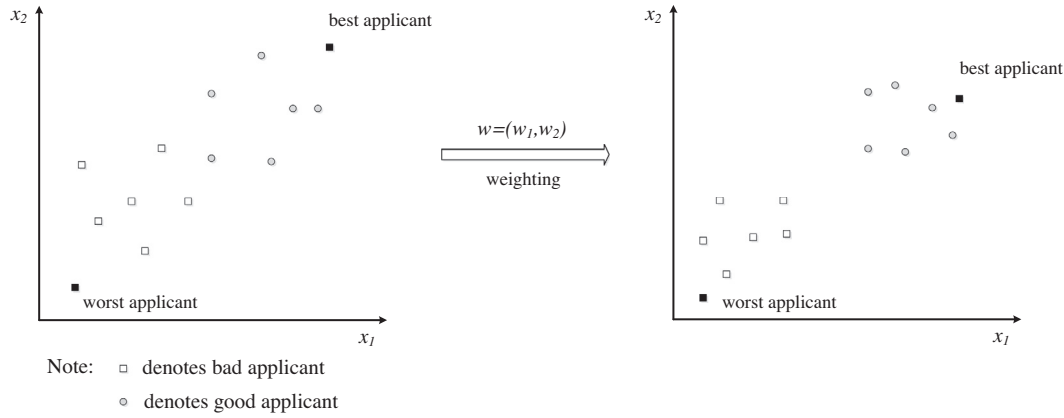 x2
best applicant
worst applicant
x1
w=(w1,w2)
weighting
x2
best applicant
worst applicant
x1
Note: denotes bad applicant
denotes good applicant